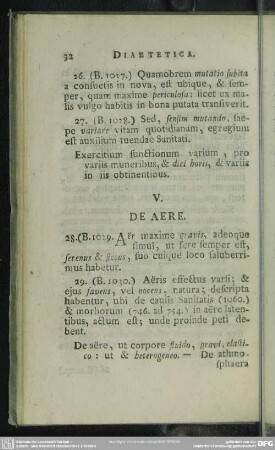 32 DIAETETICA.
26. (B. 1027.) Quamobrem mutatio subita
a consuetis in nova, est ubique, & sem-
per, quam maxime periculosa: licet ex ma-
lis vulgo habitis in bona putata transiverit.
27. (B. 1028.) Sed, sensim mutando, sae-
pe variare vitam quotidianam, egregium
est auxilium tuendae Sanitati.
Exercitium functionum varium, pro
variis muneribus, & diei horis, & variis
in iis obtinentibus.
V.
DE AERE.
28. (B. 1029. Aër maxime gravis, adeoque
simul, ut fere semper est,
serenus & siccus, suo cuique loco saluberri-
mus habetur.
29. (B. 1030.) Aëris effectus varii; &
ejus favens, vel nocens, natura; descripta
habentur, ubi de causis Sanitatis (1060.)
& morborum (746. ad 754.) in aëre laten-
tibus, actum est; unde proinde peti de-
bent.
De aëre, ut corpore fluido, gravi, elasti-
co: ut & heterogeneo. — De athmo-
sphaera